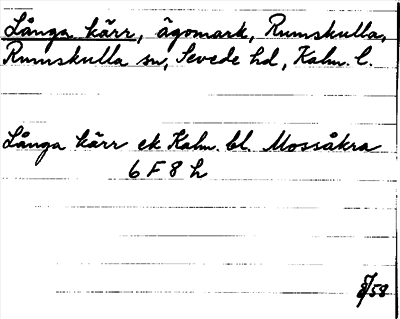 Långa kärr, ägomark, Rumskulla,
Rumskulla sn, Sevede hd, Kalm. l.
Långa kärr ek Kalm. bl. Mossåkra
6 F 8 h